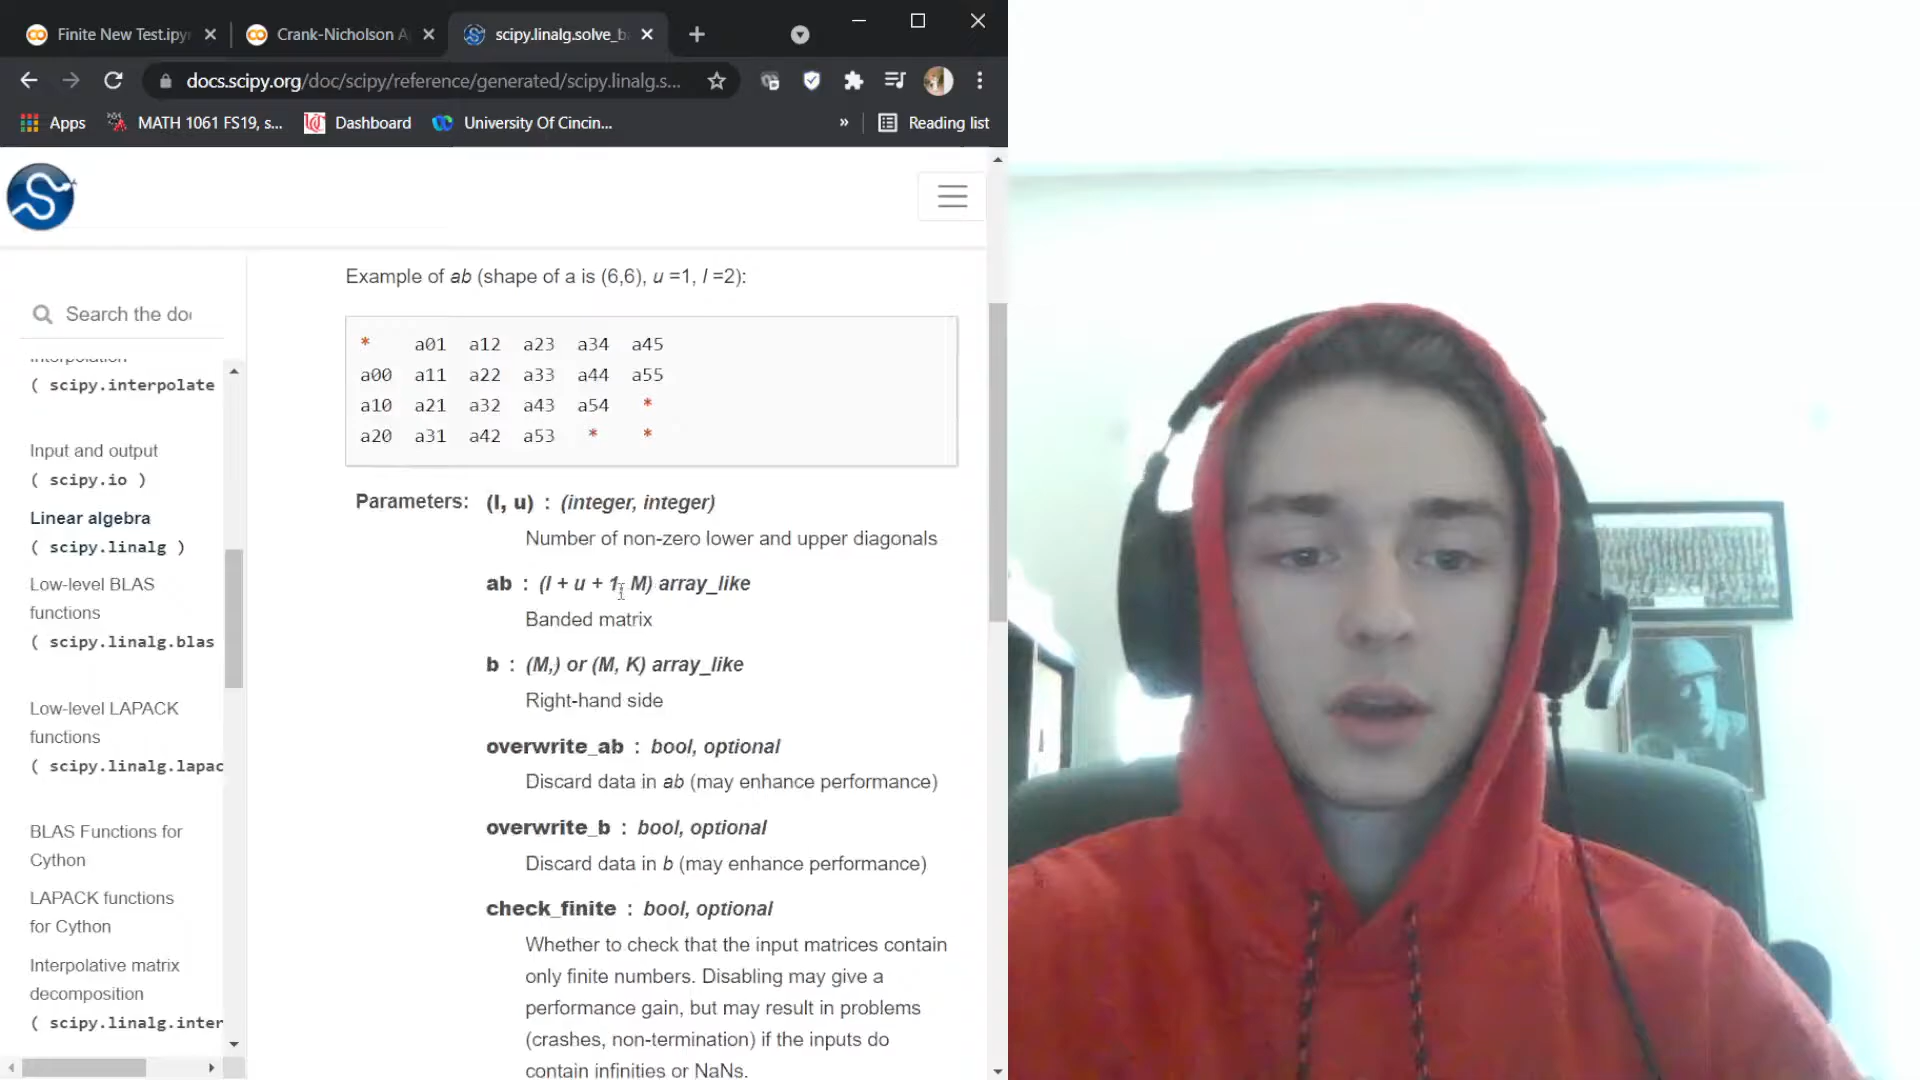 Finite New Test.ipyn
Crank-Nicholson A
scipy.linalg.solve_b
docs.scipy.org/doc/scipy/reference/generated/scipy.linalg.s...
Apps
MATH 1061 FS19, s...
Dashboard
University Of Cincin...
»
Reading list
Search the do
Interpolation
( scipy.interpolate
Input and output
( scipy.io )
Linear algebra
( scipy.linalg )
Low-level BLAS
functions
( scipy.linalg.blas
Low-level LAPACK
functions
( scipy.linalg.lapac
BLAS Functions for
Cython
LAPACK functions
for Cython
Interpolative matrix
decomposition
( scipy.linalg.inter
Example of ab (shape of a is (6,6), u =1, l =2):
* a01 a12 a23 a34 a45
a00 a11 a22 a33 a44 a55
a10 a21 a32 a43 a54 *
a20 a31 a42 a53 * *
Parameters: (l, u) : (integer, integer)
Number of non-zero lower and upper diagonals
ab : (l + u + 1, M) array_like
Banded matrix
b : (M,) or (M, K) array_like
Right-hand side
overwrite_ab : bool, optional
Discard data in ab (may enhance performance)
overwrite_b : bool, optional
Discard data in b (may enhance performance)
check_finite : bool, optional
Whether to check that the input matrices contain
only finite numbers. Disabling may give a
performance gain, but may result in problems
(crashes, non-termination) if the inputs do
contain infinities or NaNs.